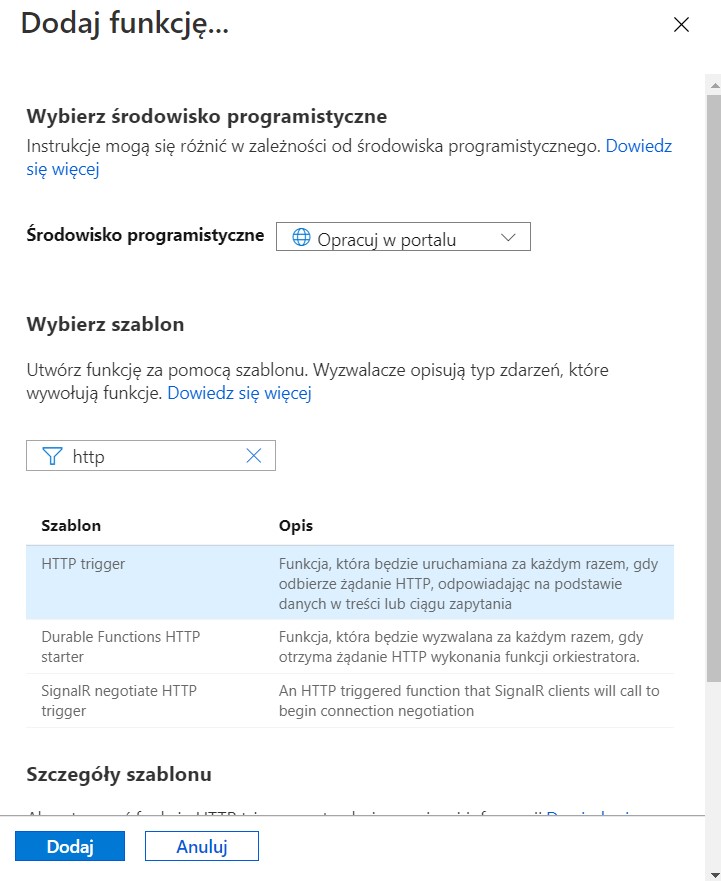 Dodaj funkcję...
Wybierz środowisko programistyczne
Instrukcje mogą się różnić w zależności od środowiska programistycznego. Dowiedz
się więcej
Środowisko programistyczne
Opracuj w portalu
Wybierz szablon
Utwórz funkcję za pomocą szablonu. Wyzwalacze opisują typ zdarzeń, które
wywołują funkcje. Dowiedz się więcej
http
Szablon Opis
HTTP trigger
Funkcja, która będzie uruchamiana za każdym razem, gdy
odbierze żądanie HTTP, odpowiadając na podstawie
danych w treści lub ciągu zapytania
Durable Functions HTTP
starter
Funkcja, która będzie wyzwalana za każdym razem, gdy
otrzyma żądanie HTTP wykonania funkcji orkiestratora.
SignalR negotiate HTTP
trigger
An HTTP triggered function that SignalR clients will call to
begin connection negotiation
Szczegóły szablonu
Dodaj
Anuluj